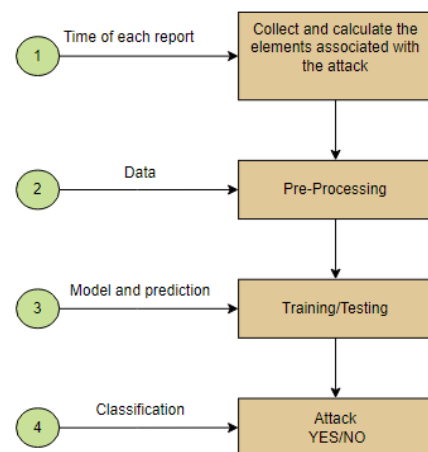 Time of each report
1
Collect and calculate the
elements associated with
the attack
Data
2
Pre-Processing
Model and prediction
3
Training/Testing
Classification
4
Attack
YES/NO